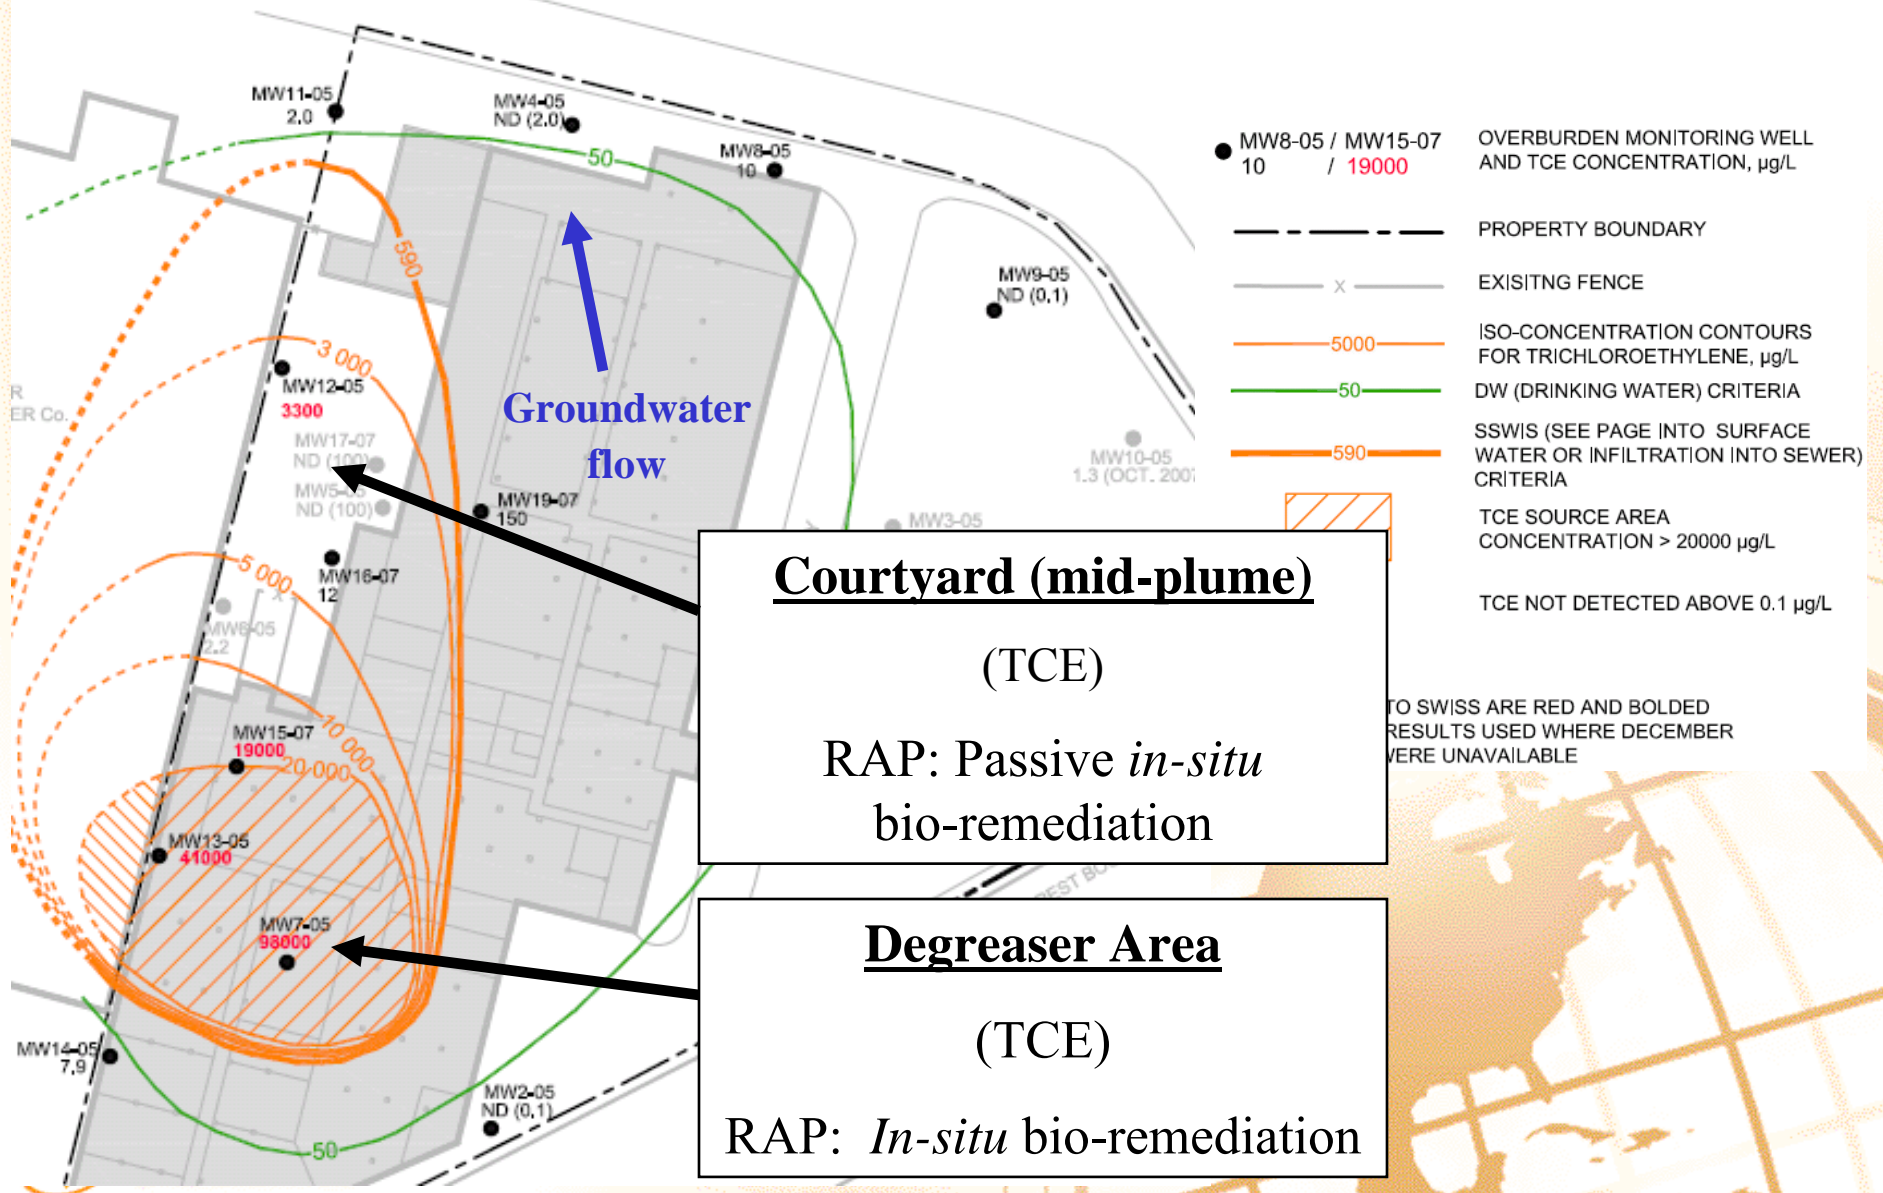 MW11-05
2.0
MW4-05
ND (2.0)
MW8-05
10
50
590
MW9-05
ND (0.1)
3 000
MW12-05
3300
Groundwater
flow
ER Co.
MW17-07
ND (100)
MW5-05
ND (100)
MW19-07
150
MW10-05
1.3 (OCT. 2007
MW3-05
5 000
MW16-07
12
X
MW6-05
2.2
MW15-07
19000
10 000
20 000
MW13-05
41000
MW7-05
98000
MW14-05
7.9
MW2-05
ND (0.1)
50
Courtyard (mid-plume)
(TCE)
RAP: Passive in-situ
bio-remediation
Degreaser Area
(TCE)
RAP: In-situ bio-remediation
MW8-05 / MW15-07
10 / 19000
OVERBURDEN MONITORING WELL
AND TCE CONCENTRATION, µg/L
PROPERTY BOUNDARY
X
EXISITNG FENCE
5000
ISO-CONCENTRATION CONTOURS
FOR TRICHLOROETHYLENE, µg/L
50
DW (DRINKING WATER) CRITERIA
590
SSWIS (SEE PAGE INTO SURFACE
WATER OR INFILTRATION INTO SEWER)
CRITERIA
TCE SOURCE AREA
CONCENTRATION > 20000 µg/L
TCE NOT DETECTED ABOVE 0.1 µg/L
TO SWISS ARE RED AND BOLDED
RESULTS USED WHERE DECEMBER
WERE UNAVAILABLE